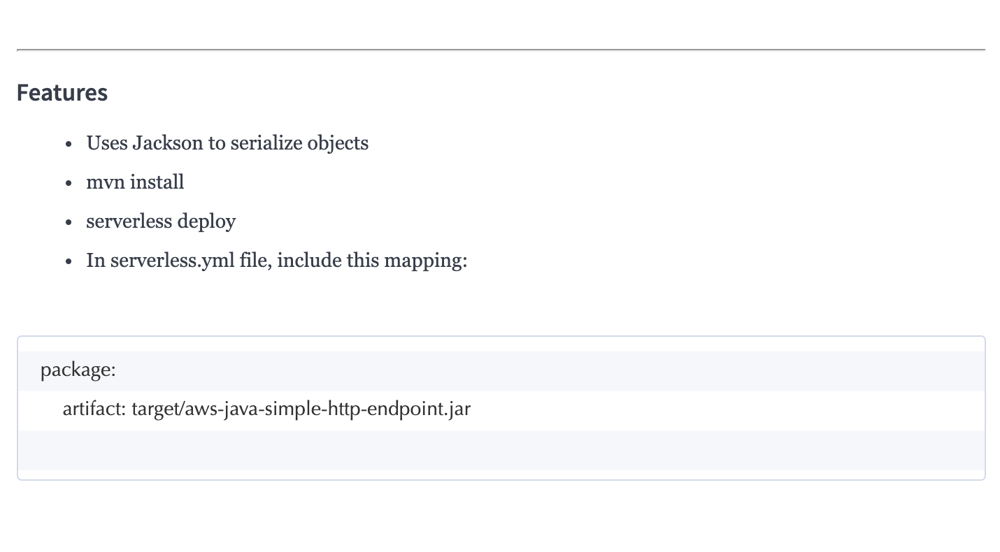 Features
• Uses Jackson to serialize objects
• mvn install
• serverless deploy
• In serverless.yml file, include this mapping:
package:
artifact: target/aws-java-simple-http-endpoint.jar